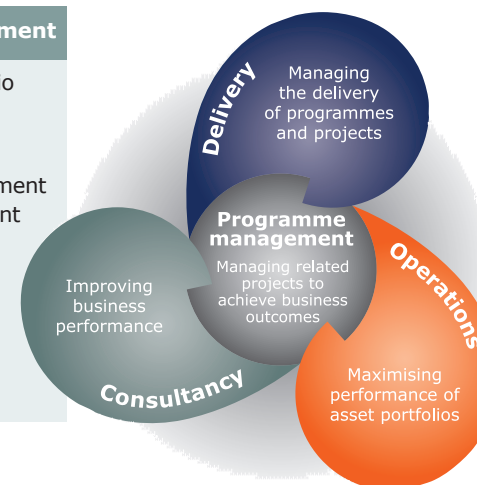 ment
io
ment
nt
Delivery
Managing
the delivery
of programmes
and projects
Programme
management
Managing related
projects to
achieve business
outcomes
Operations
Maximising
performance of
asset portfolios
Improving
business
performance
Consultancy